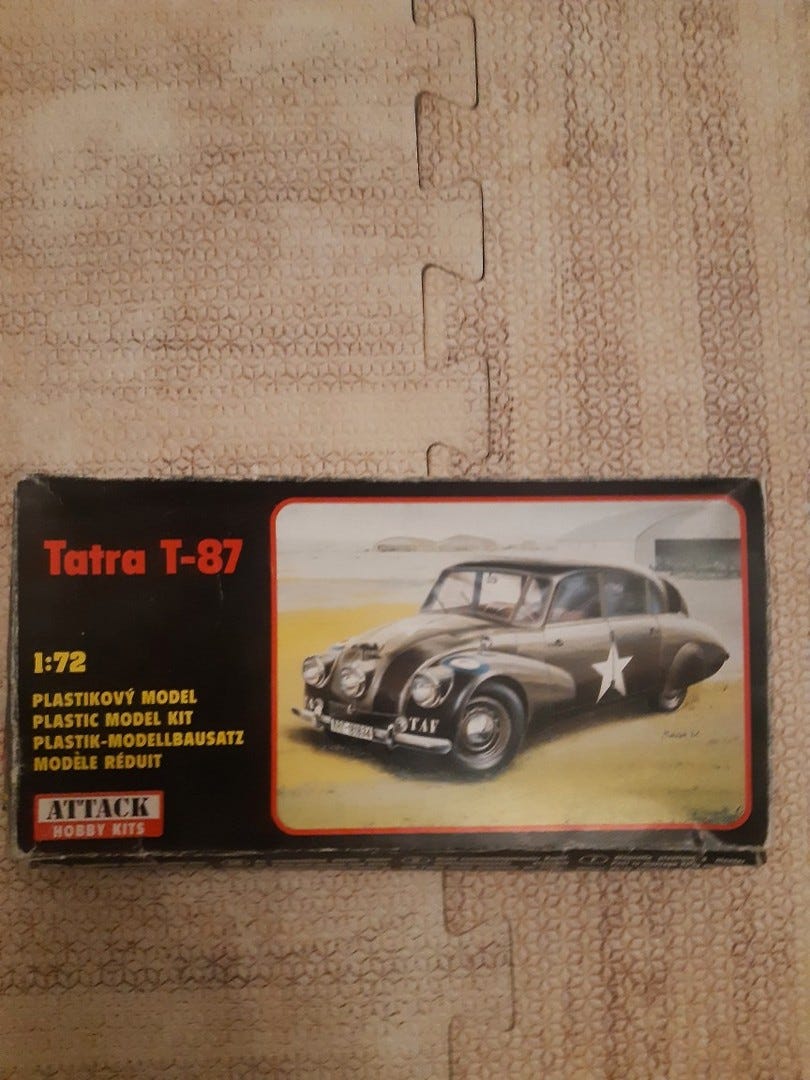 Tatra T-87
1:72
PLASTIKOVÝ MODEL
PLASTIC MODEL KIT
PLASTIK-MODELLBAUSATZ
MODÈLE RÉDUIT
ATTACK
HOBBY KITS
TAF